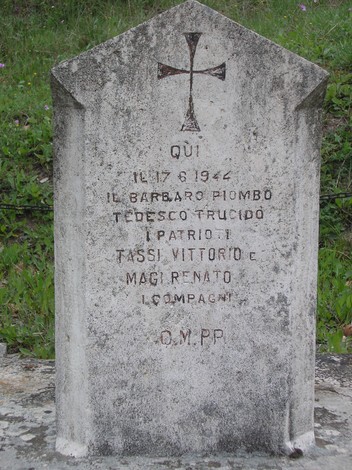 QUI
IL 17 6 1944
IL BARBARO PIOMBO
TEDESCO TRUCIDÒ
I PATRIOTI
TASSI VITTORIO E
MAGI RENATO
I COMPAGNI
Q.M.PP.